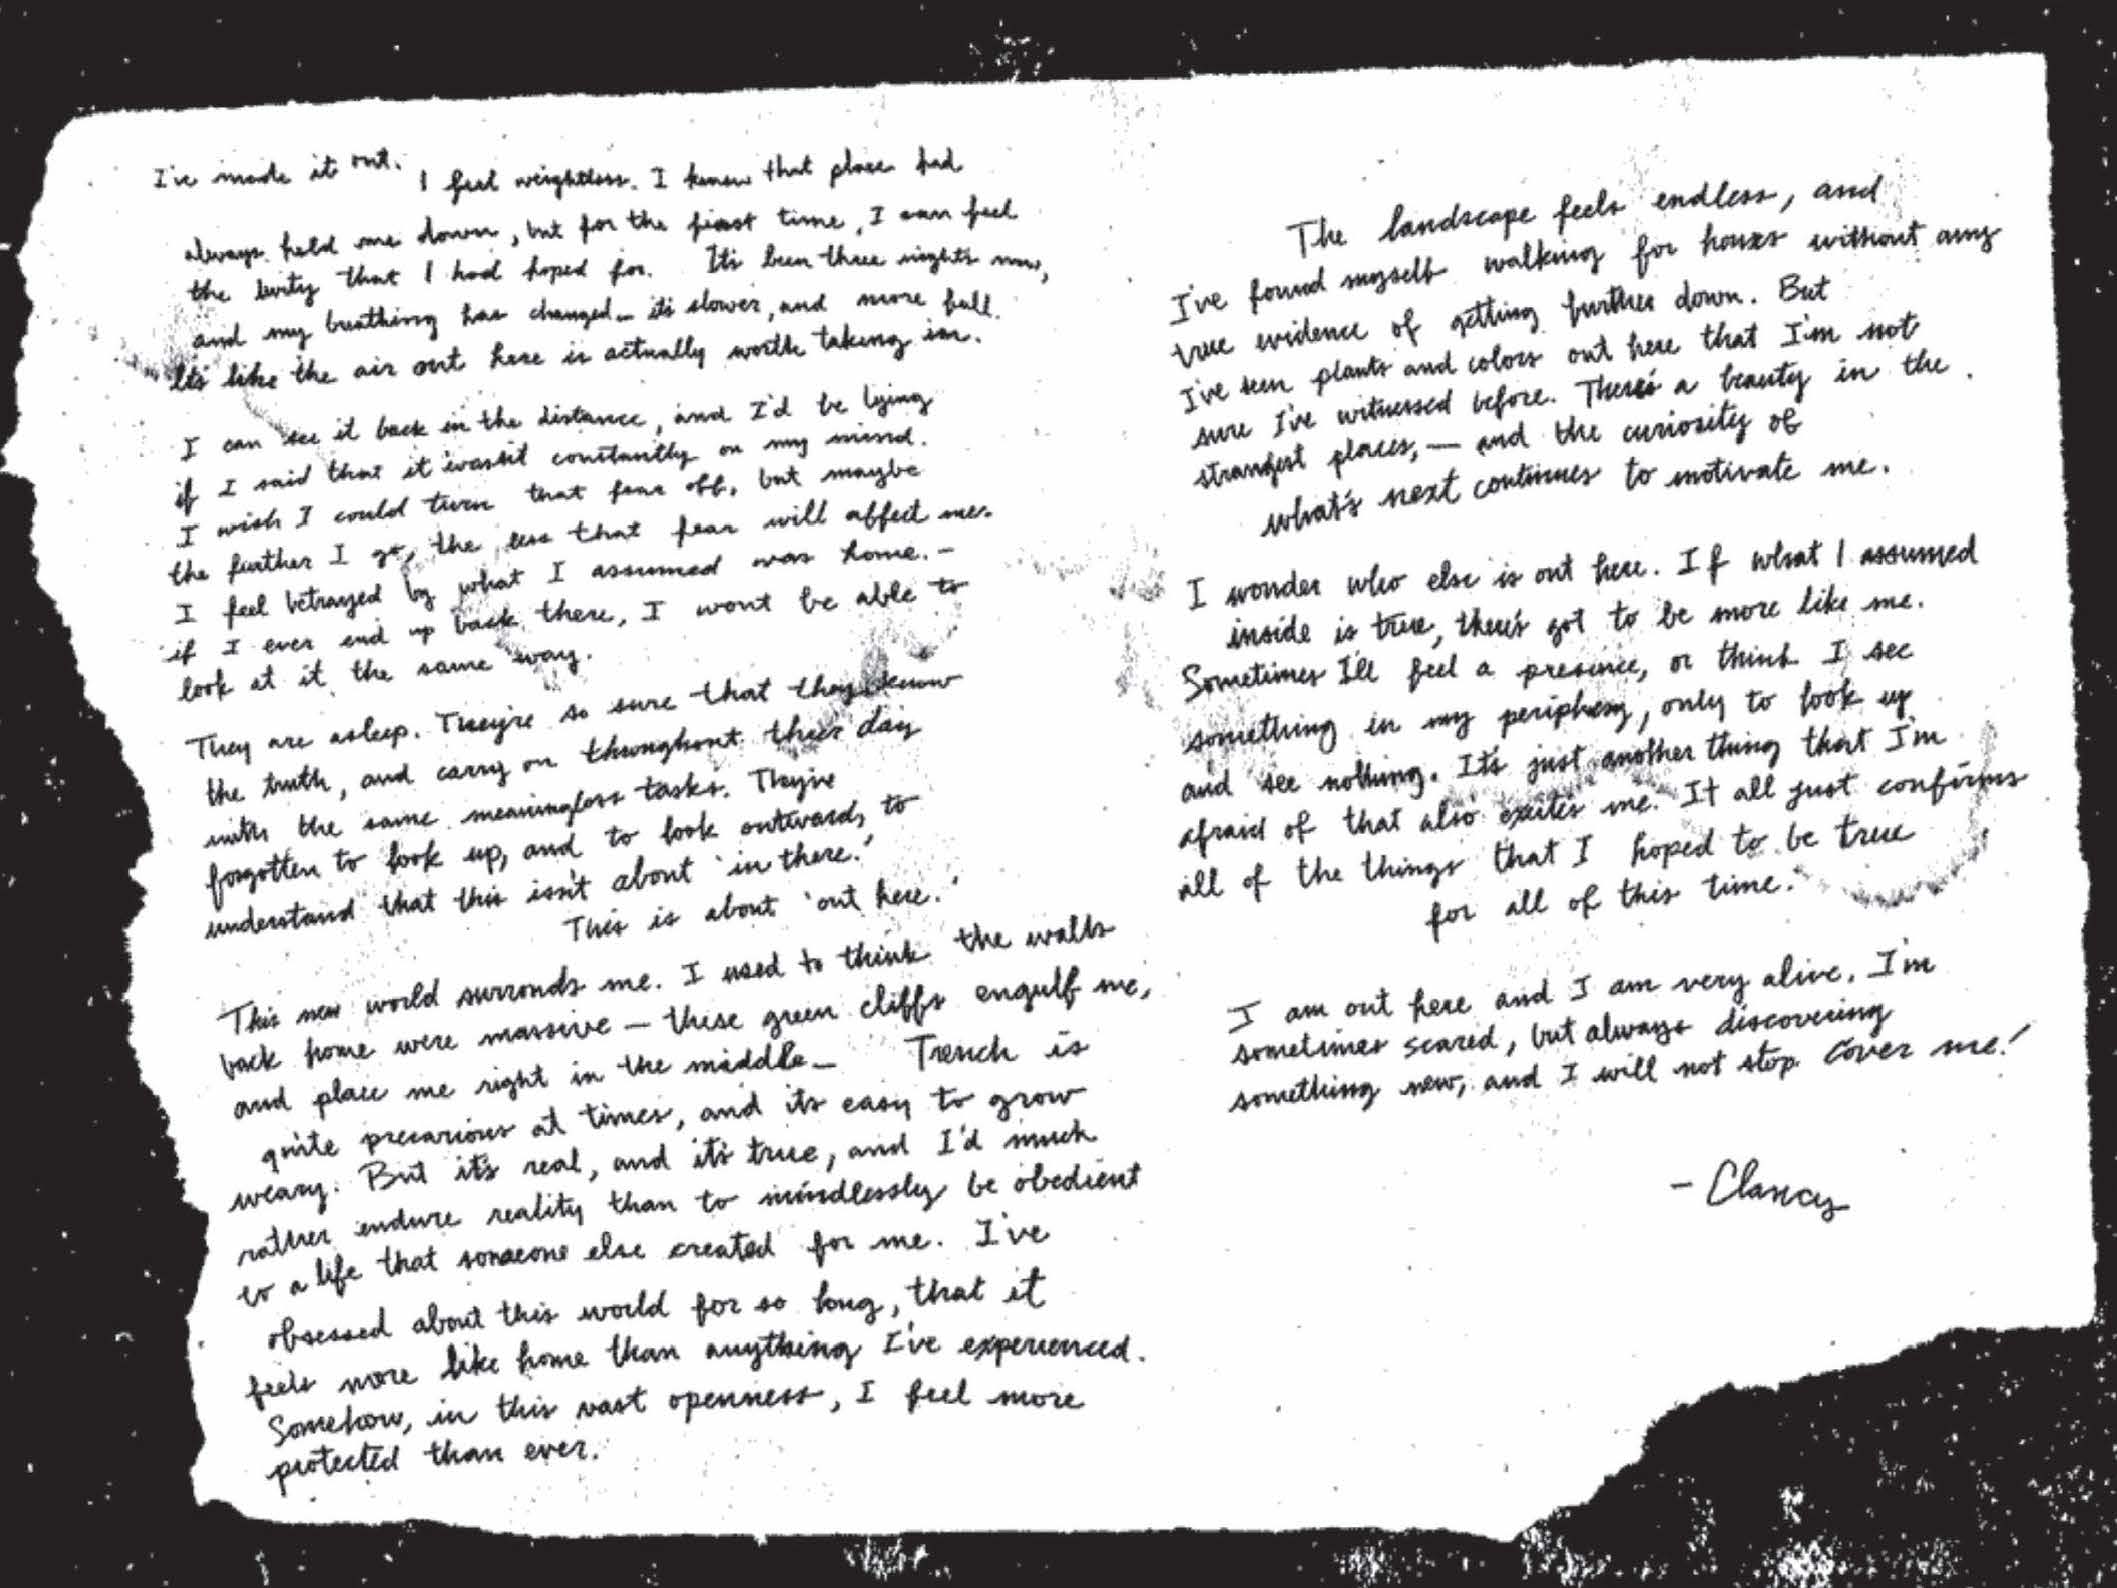 I've made it out. I feel weightless. I knew that place had
always held me down, but for the first time, I can feel
the levity that I had hoped for. It's been three nights now,
and my breathing has changed – it's slower, and more full.
It's like the air out here is actually worth taking in.
I can see it back in the distance, and I'd be lying
if I said that it wasn't constantly on my mind.
I wish I could turn that fear off, but maybe
the further I go, the less that fear will affect me.
I feel betrayed by what I assumed was home. –
if I ever end up back there, I wont be able to
look at it the same way.
They are asleep. They're so sure that they know
the truth, and carry on throughout their day
with the same meaningless tasks. They've
forgotten to look up, and to look outward, to
understand that this isn't about 'in there.'
This is about 'out here.'
This new world surronds me. I used to think the walls
back home were massive – these green cliffs engulf me,
and place me right in the middle – Trench is
quite precarious at times, and its easy to grow
weary. But it's real, and it's true, and I'd much
rather endure reality than to mindlessly be obedient
to a life that someone else created for me. I've
obsessed about this world for so long, that it
feels more like home than anything I've experienced.
Somehow, in this vast openness, I feel more
protected than ever.
The landscape feels endless, and
I've found myself walking for hours without any
true evidence of getting further down. But
I've seen plants and colors out here that I'm not
sure I've witnessed before. There's a beauty in the
strangest places, – and the curiosity of
what's next continues to motivate me.
I wonder who else is out here. If what I assumed
inside is true, there's got to be more like me.
Sometimes I'll feel a presence, or think I see
something in my periphery, only to look up
and see nothing. It's just another thing that I'm
afraid of that also excites me. It all just confirms
all of the things that I hoped to be true
for all of this time.
I am out here and I am very alive. I'm
sometimes scared, but always discovering
something new, and I will not stop. Cover me!
– Clancy